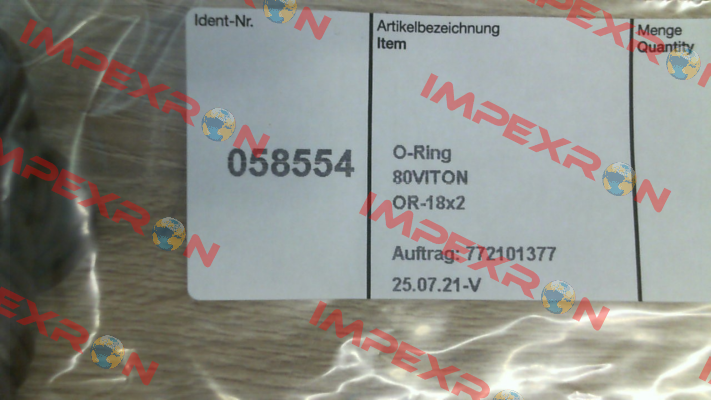 Ident-Nr.
Artikelbezeichnung
Item
Menge
Quantity
058554
O-Ring
80VITON
OR-18x2
Auftrag: 772101377
25.07.21-V
IMPEXRON
IMPEXRON
IMPEXRON
IMPEXRON
IMPEXRON
IMPEXRON